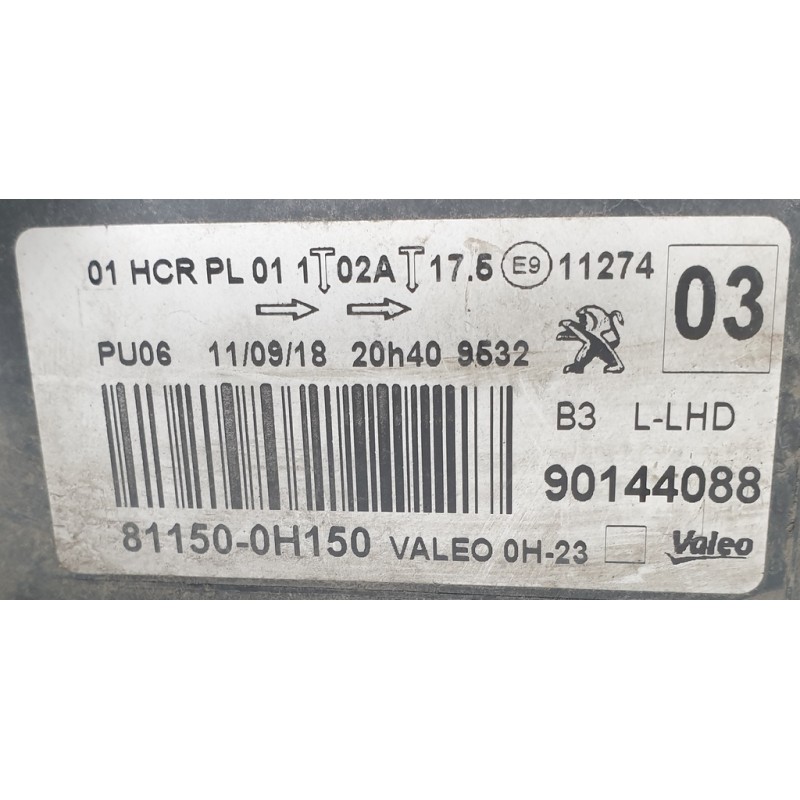 01 HCR PL 01 1T 02A T 17.5 E9 11274
03
PU06 11/09/18 20h40 9532
B3 L-LHD
90144088
81150-0H150 VALEO 0H-23 Valeo